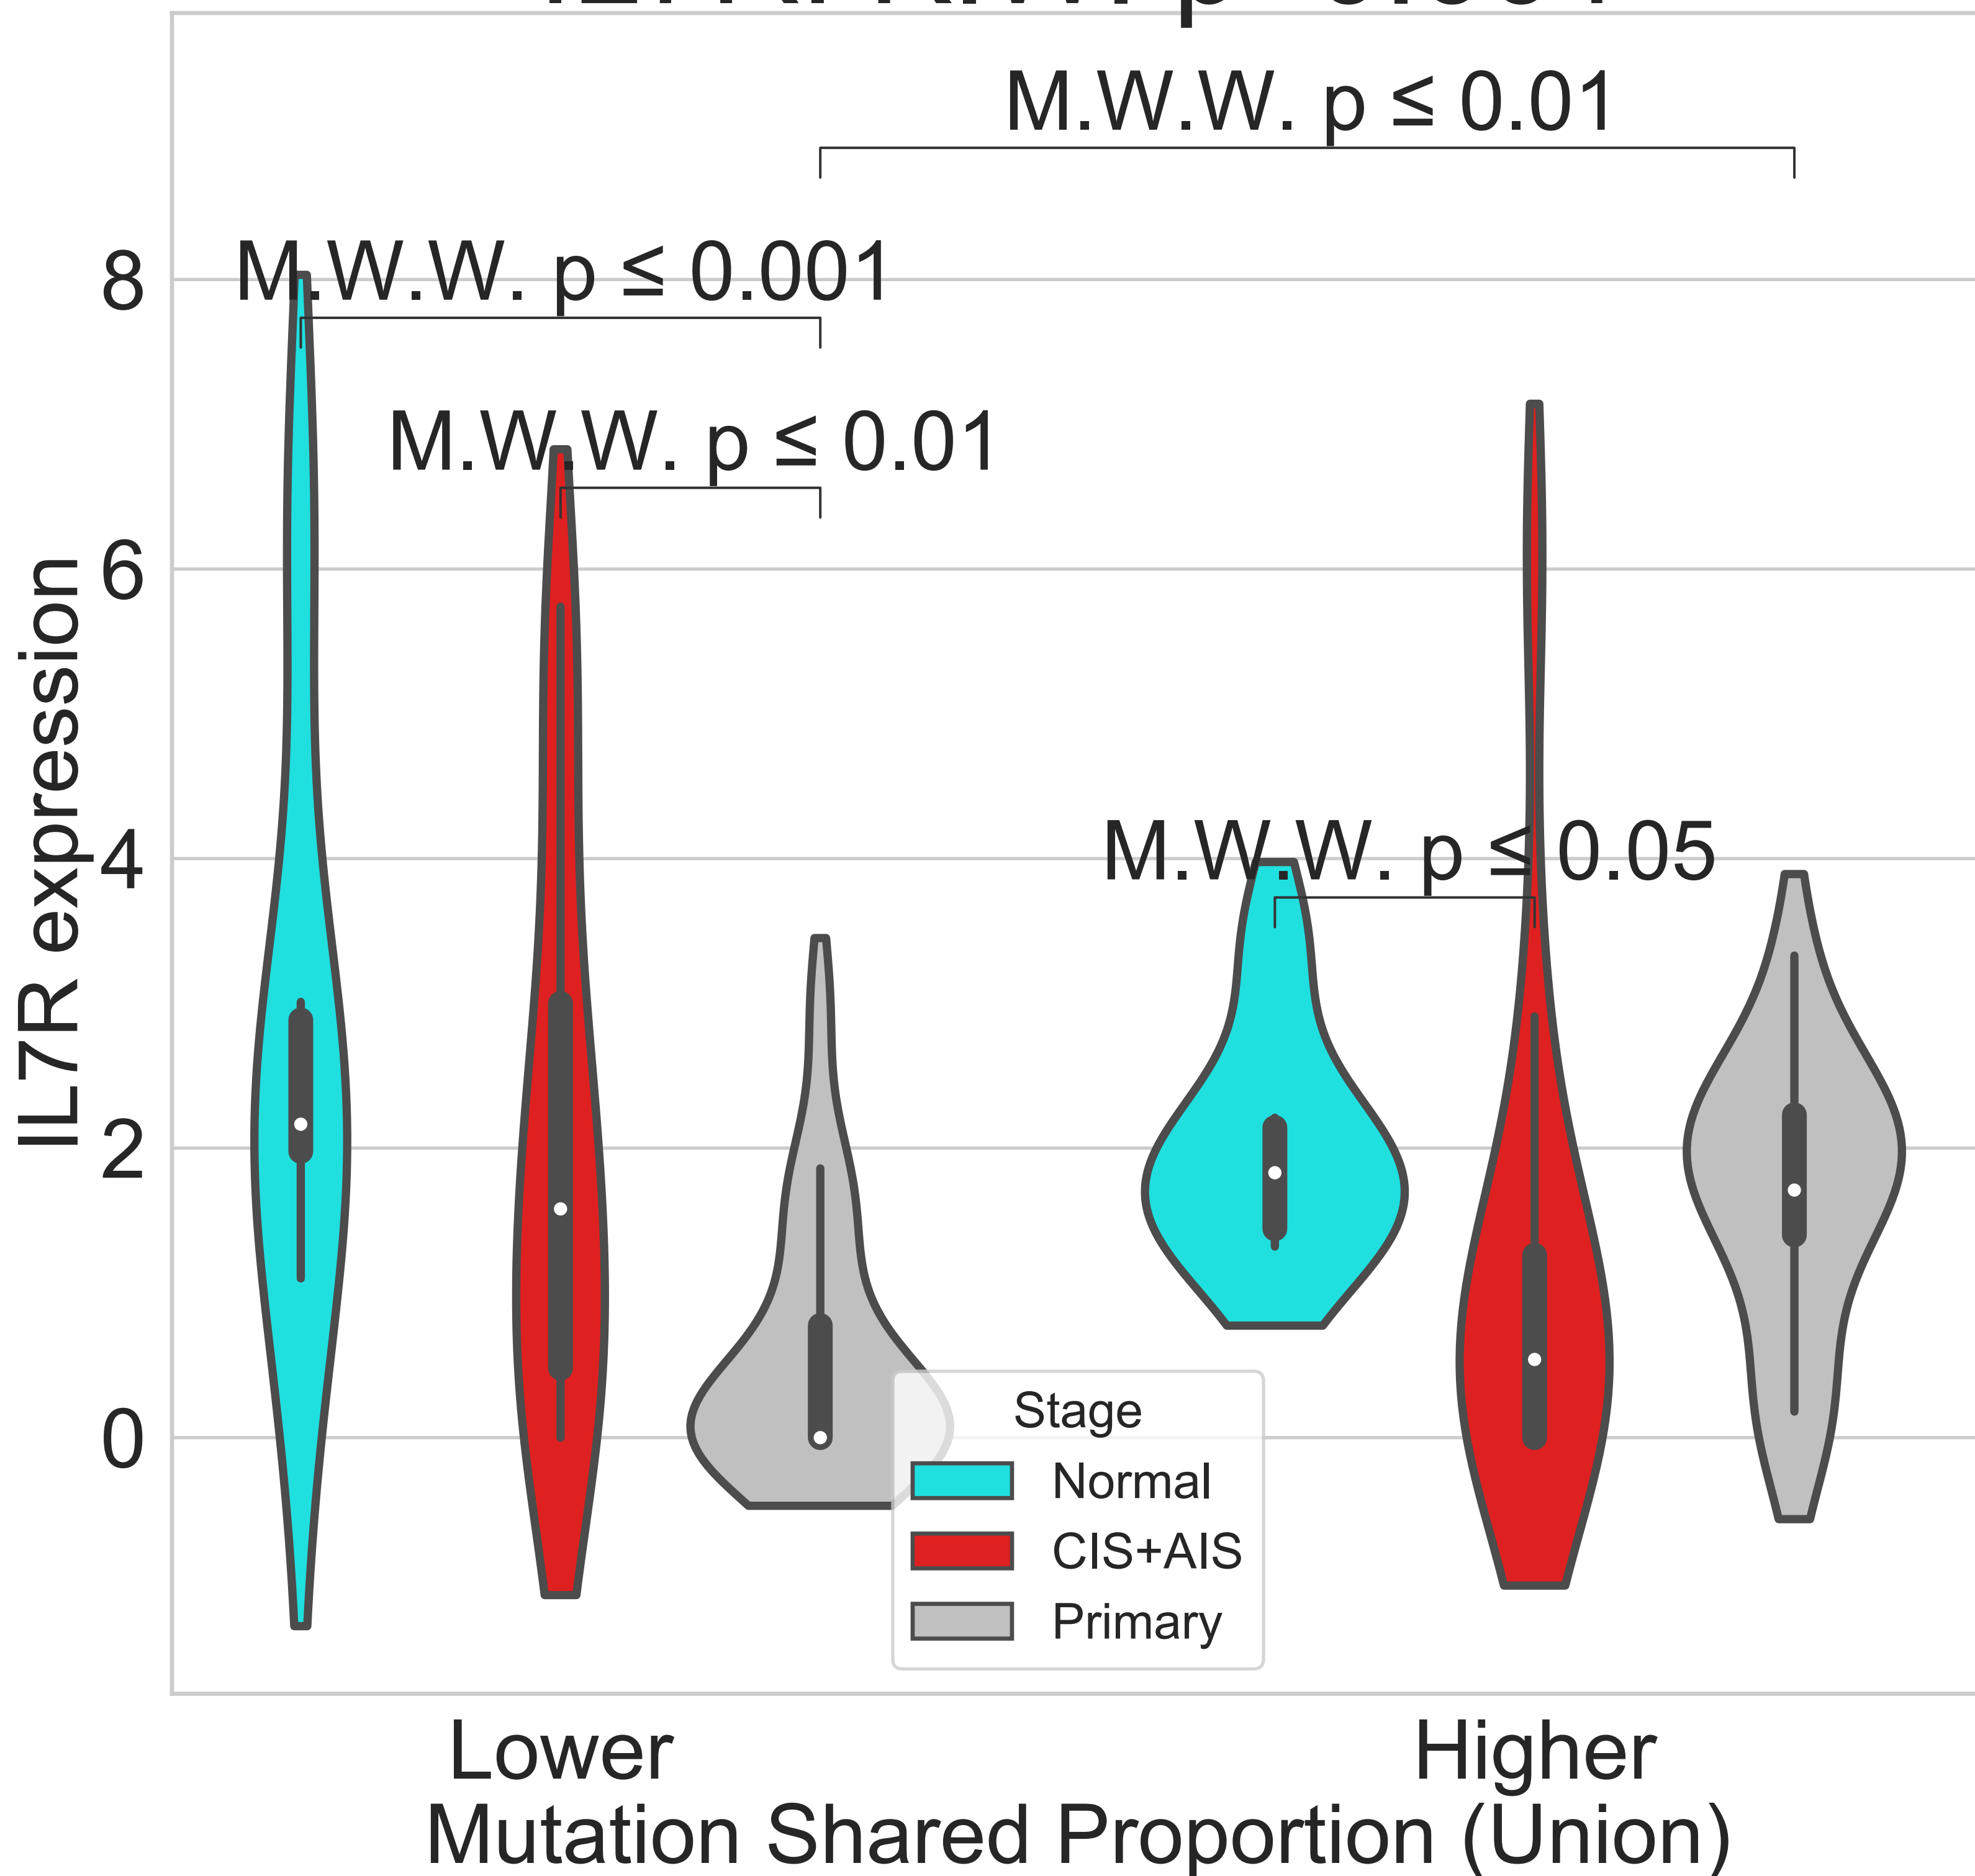 M.W.W. p ≤ 0.01
M.W.W. p ≤ 0.001
8
M.W.W. p ≤ 0.01
6
M.W.W. p ≤ 0.05
4
2
0
IL7R expression
Stage
Normal
CIS+AIS
Primary
Lower
Higher
Mutation Shared Proportion (Union)